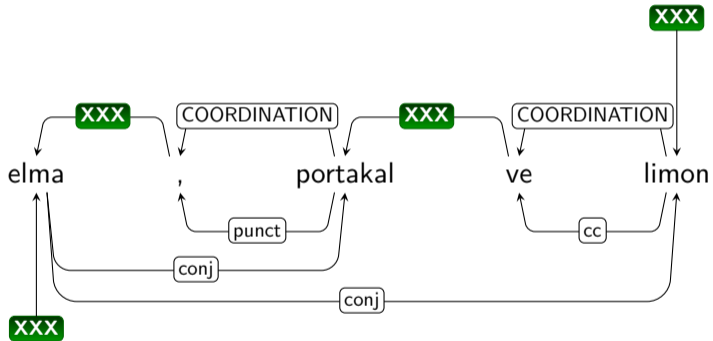 XXX
XXX COORDINATION XXX COORDINATION
elma , portakal ve limon
punct cc
conj
conj
XXX